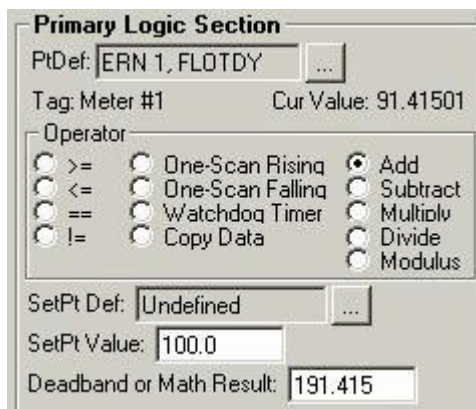 Primary Logic Section
PtDef: ERN 1, FLOTDY ...
Tag: Meter #1 Cur Value: 91.41501
Operator
>= One-Scan Rising Add
<= One-Scan Falling Subtract
== Watchdog Timer Multiply
!= Copy Data Divide
Modulus
SetPt Def: Undefined ...
SetPt Value: 100.0
Deadband or Math Result: 191.415